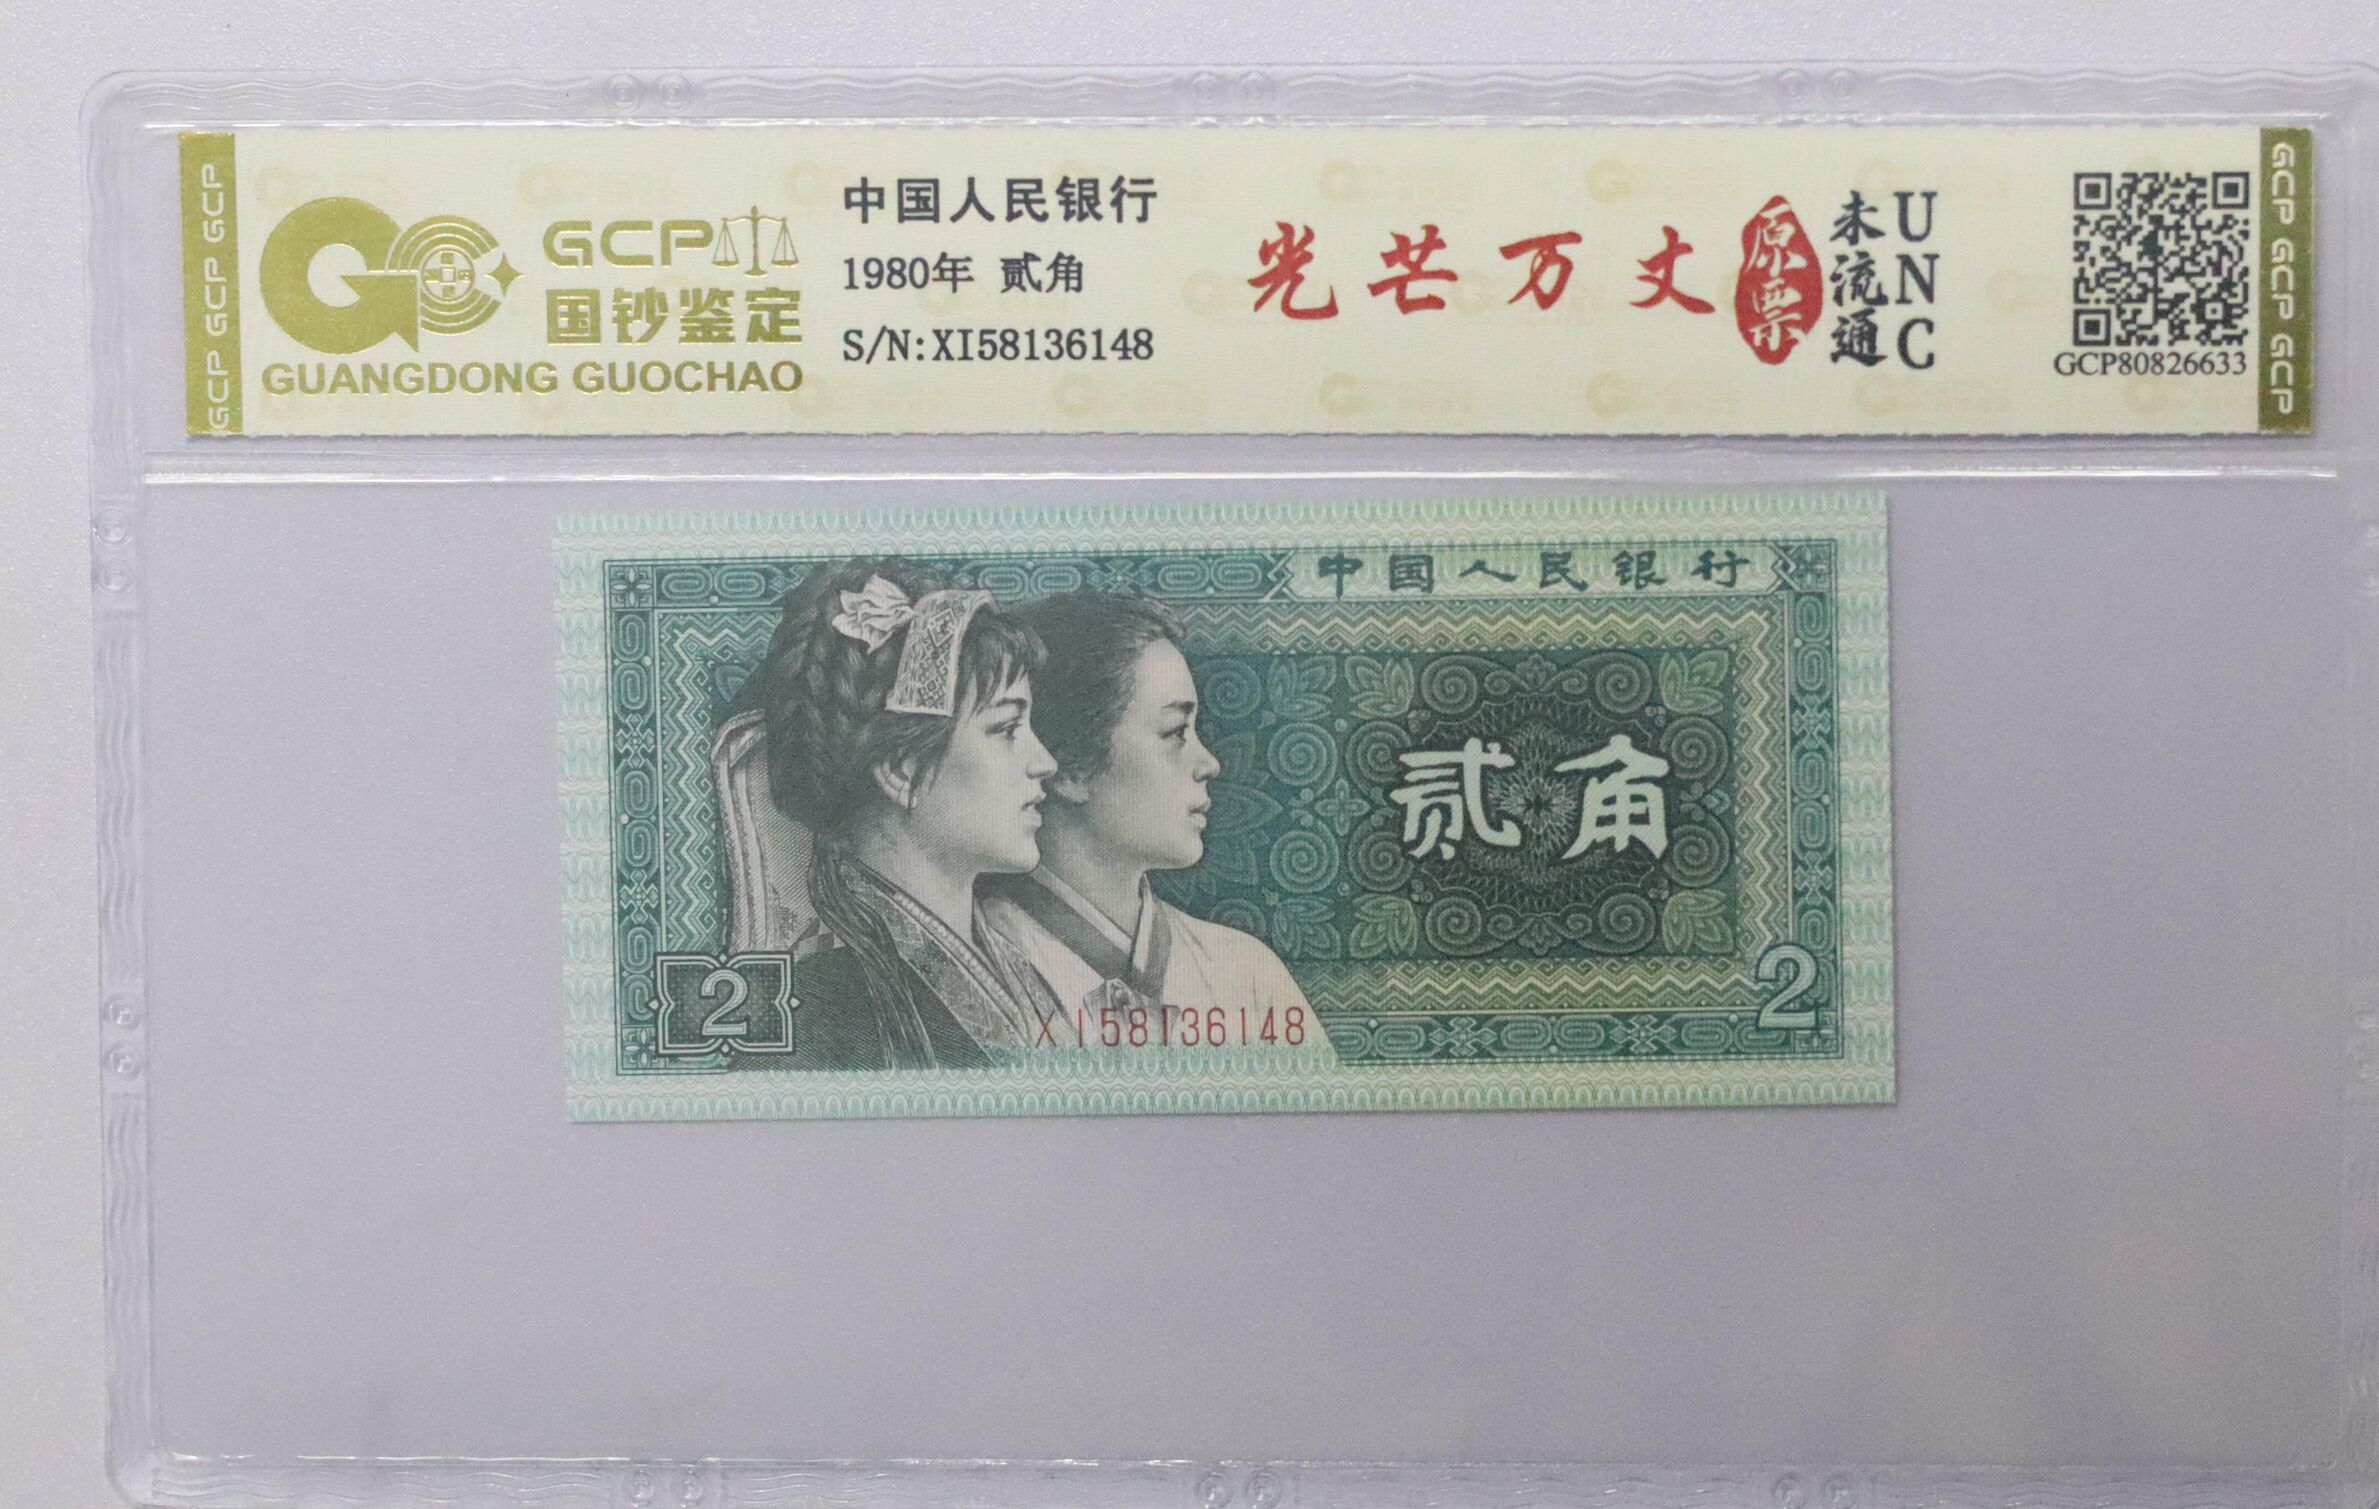 GCP GCP GCP
GCP
国钞鉴定
GUANGDONG GUOCHAO
中国人民银行
1980年 贰角
S/N:XI58136148
光芒万丈
原票
未流通
UNC
GCP80826633
GCP GCP GCP
中国人民银行
贰角
2
2
XI58136148